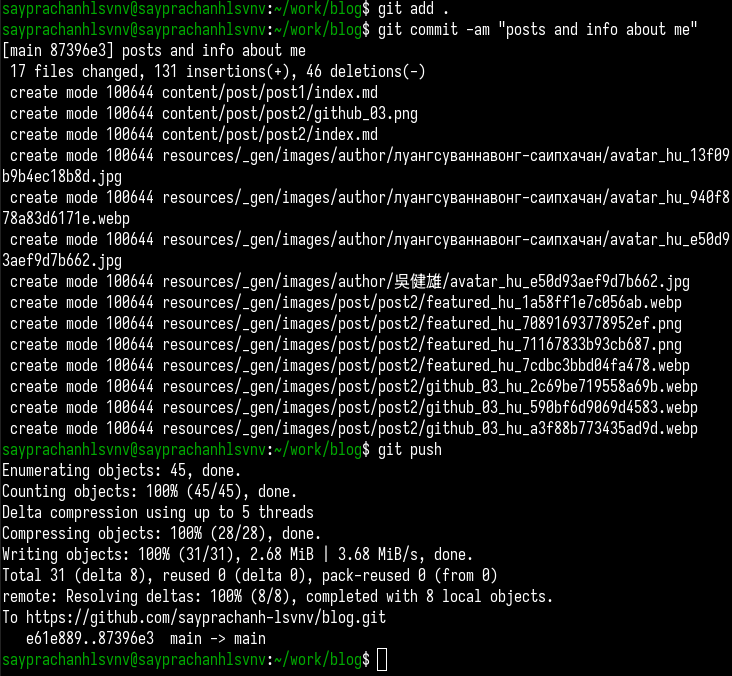 sayprachanhlsvnv@sayprachanhlsvnv:~/work/blog$ git add .
sayprachanhlsvnv@sayprachanhlsvnv:~/work/blog$ git commit -am "posts and info about me"
[main 87396e3] posts and info about me
 17 files changed, 131 insertions(+), 46 deletions(-)
 create mode 100644 content/post/post1/index.md
 create mode 100644 content/post/post2/github_03.png
 create mode 100644 content/post/post2/index.md
 create mode 100644 resources/_gen/images/author/луангсуваннавонг-саипхачан/avatar_hu_13f09
b9b4ec18b8d.jpg
 create mode 100644 resources/_gen/images/author/луангсуваннавонг-саипхачан/avatar_hu_940f8
78a83d6171e.webp
 create mode 100644 resources/_gen/images/author/луангсуваннавонг-саипхачан/avatar_hu_e50d9
3aef9d7b662.jpg
 create mode 100644 resources/_gen/images/author/吳健雄/avatar_hu_e50d93aef9d7b662.jpg
 create mode 100644 resources/_gen/images/post/post2/featured_hu_1a58ff1e7c056ab.webp
 create mode 100644 resources/_gen/images/post/post2/featured_hu_70891693778952ef.png
 create mode 100644 resources/_gen/images/post/post2/featured_hu_71167833b93cb687.png
 create mode 100644 resources/_gen/images/post/post2/featured_hu_7cdbc3bbd04fa478.webp
 create mode 100644 resources/_gen/images/post/post2/github_03_hu_2c69be719558a69b.webp
 create mode 100644 resources/_gen/images/post/post2/github_03_hu_590bf6d9069d4583.webp
 create mode 100644 resources/_gen/images/post/post2/github_03_hu_a3f88b773435ad9d.webp
sayprachanhlsvnv@sayprachanhlsvnv:~/work/blog$ git push
Enumerating objects: 45, done.
Counting objects: 100% (45/45), done.
Delta compression using up to 5 threads
Compressing objects: 100% (28/28), done.
Writing objects: 100% (31/31), 2.68 MiB | 3.68 MiB/s, done.
Total 31 (delta 8), reused 0 (delta 0), pack-reused 0 (from 0)
remote: Resolving deltas: 100% (8/8), completed with 8 local objects.
To https://github.com/sayprachanh-lsvnv/blog.git
   e61e889..87396e3  main -> main
sayprachanhlsvnv@sayprachanhlsvnv:~/work/blog$